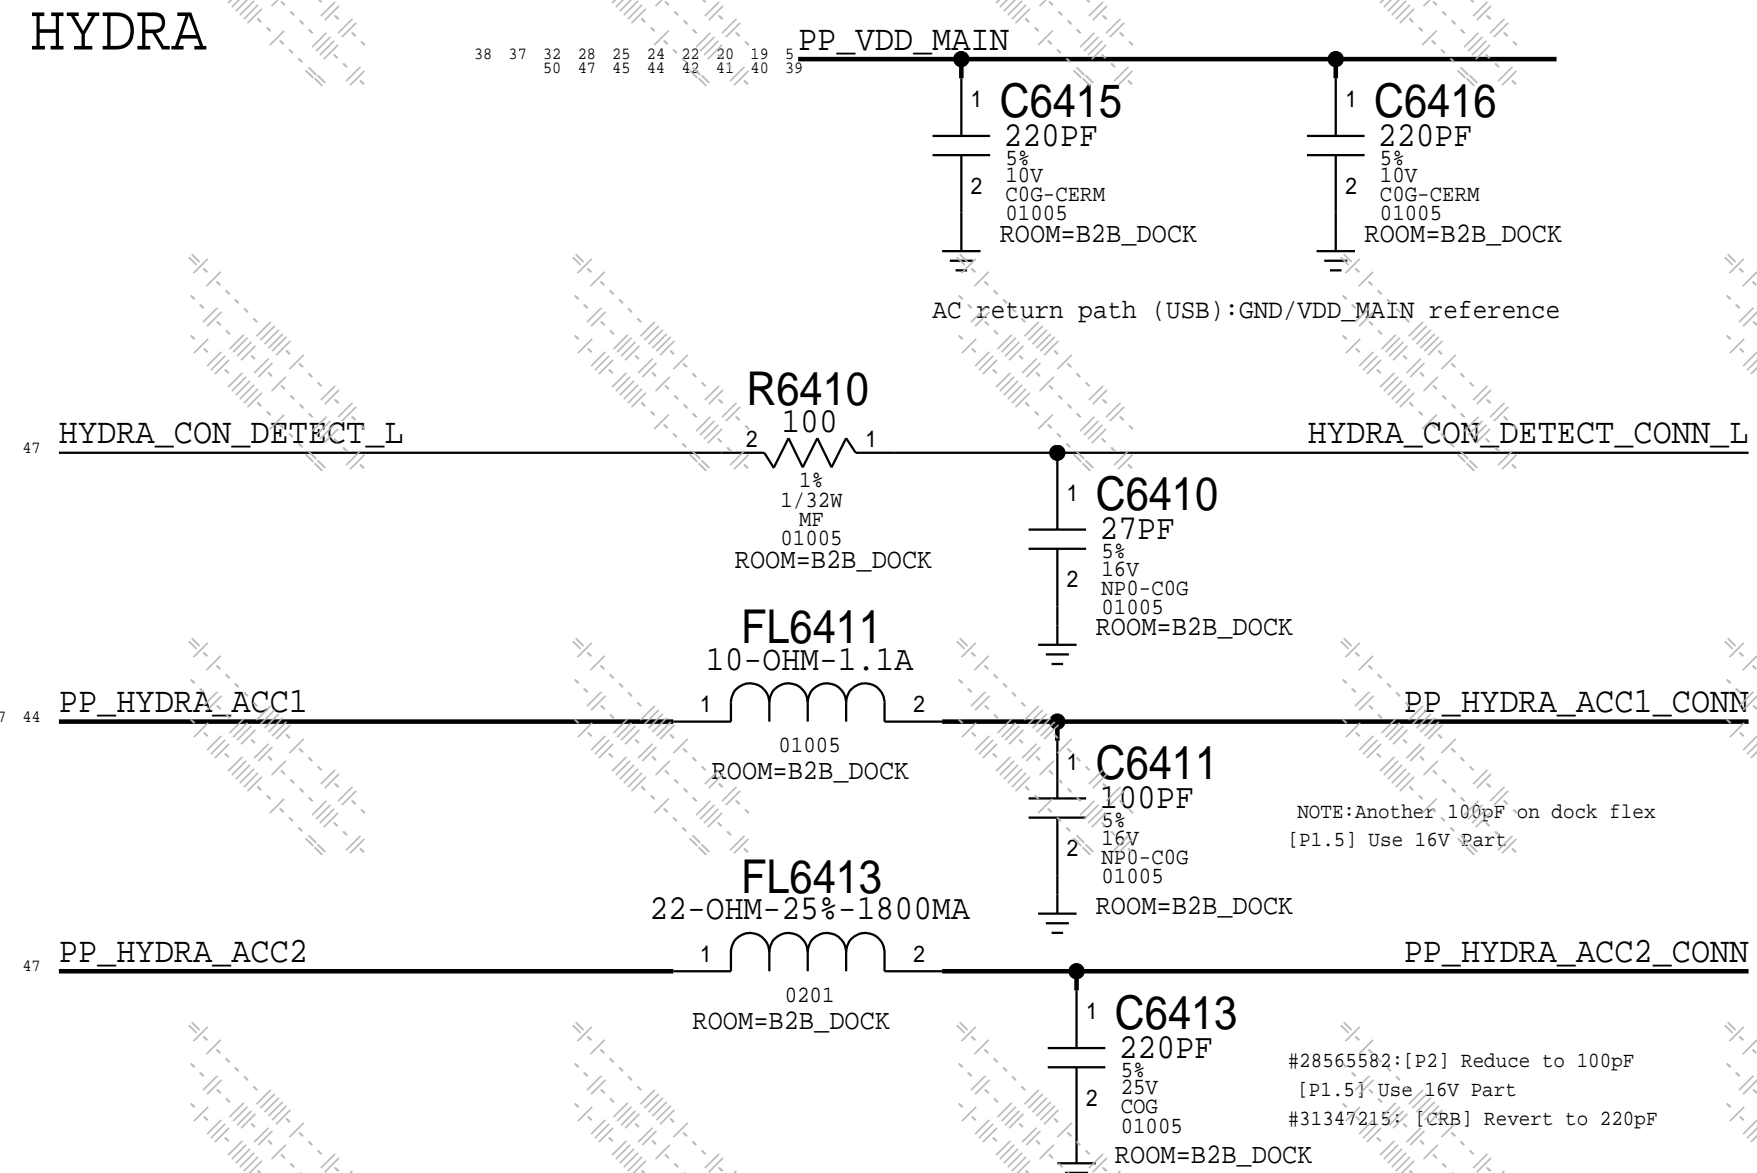 HYDRA
PP_VDD_MAIN
38 37 32 28 25 24 22 20 19 5
50 47 45 44 42 41 40 39
1
C6415
220PF
5%
10V
2
C0G-CERM
01005
ROOM=B2B_DOCK
1
C6416
220PF
5%
10V
2
C0G-CERM
01005
ROOM=B2B_DOCK
AC return path (USB):GND/VDD_MAIN reference
R6410
100
47 HYDRA_CON_DETECT_L
2
1
HYDRA_CON_DETECT_CONN_L
1%
1/32W
MF
01005
ROOM=B2B_DOCK
1
C6410
27PF
5%
16V
2
NP0-C0G
01005
ROOM=B2B_DOCK
FL6411
10-OHM-1.1A
7 44 PP_HYDRA_ACC1
1
2
PP_HYDRA_ACC1_CONN
01005
ROOM=B2B_DOCK
1
C6411
100PF
5%
16V
2
NP0-C0G
01005
ROOM=B2B_DOCK
NOTE:Another 100pF on dock flex
[P1.5] Use 16V Part
FL6413
22-OHM-25%-1800MA
47 PP_HYDRA_ACC2
1
2
PP_HYDRA_ACC2_CONN
0201
ROOM=B2B_DOCK
1
C6413
220PF
5%
25V
2
COG
01005
ROOM=B2B_DOCK
#28565582:[P2] Reduce to 100pF
[P1.5] Use 16V Part
#31347215: [CRB] Revert to 220pF